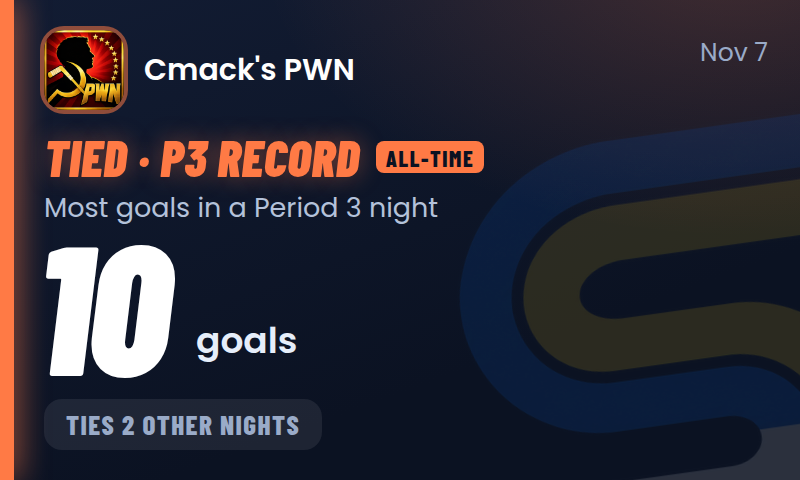 PWN
Cmack's PWN
Nov 7
TIED · P3 RECORD
ALL-TIME
Most goals in a Period 3 night
10 goals
TIES 2 OTHER NIGHTS